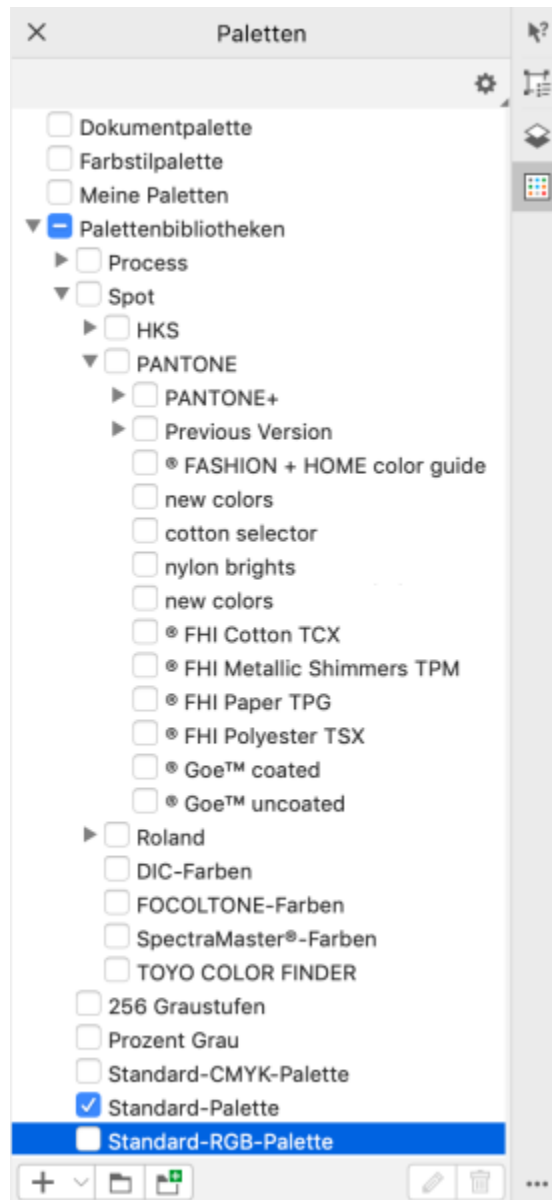 Paletten
Dokumentpalette
Farbstilpalette
Meine Paletten
Palettenbibliotheken
Process
Spot
HKS
PANTONE
PANTONE+
Previous Version
® FASHION + HOME color guide
new colors
cotton selector
nylon brights
new colors
® FHI Cotton TCX
® FHI Metallic Shimmers TPM
® FHI Paper TPG
® FHI Polyester TSX
® Goe™ coated
® Goe™ uncoated
Roland
DIC-Farben
FOCOLTONE-Farben
SpectraMaster®-Farben
TOYO COLOR FINDER
256 Graustufen
Prozent Grau
Standard-CMYK-Palette
Standard-Palette
Standard-RGB-Palette